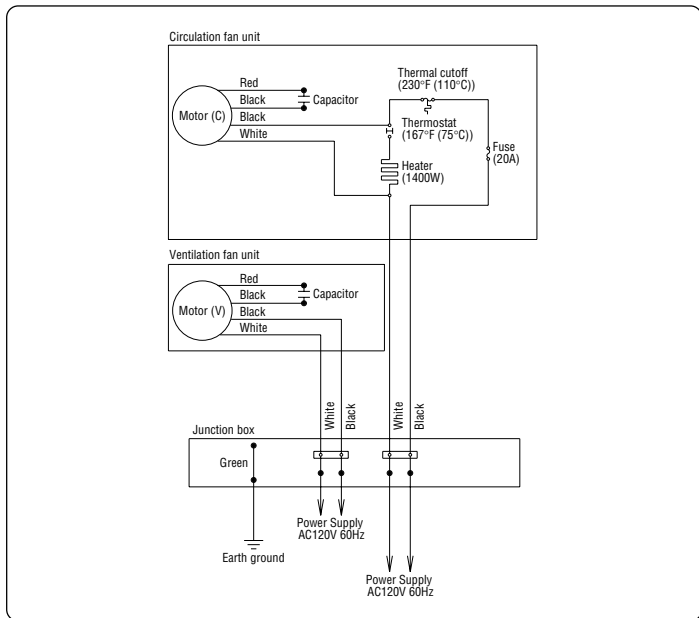 Circulation fan unit
Motor (C)
Red
Black
Black
White
Capacitor
Thermal cutoff
(230°F (110°C))
Thermostat
(167°F (75°C))
Fuse
(20A)
Heater
(1400W)
Ventilation fan unit
Motor (V)
Red
Black
Black
White
Capacitor
White
Black
White
Black
Junction box
Green
Earth ground
Power Supply
AC120V 60Hz
Power Supply
AC120V 60Hz